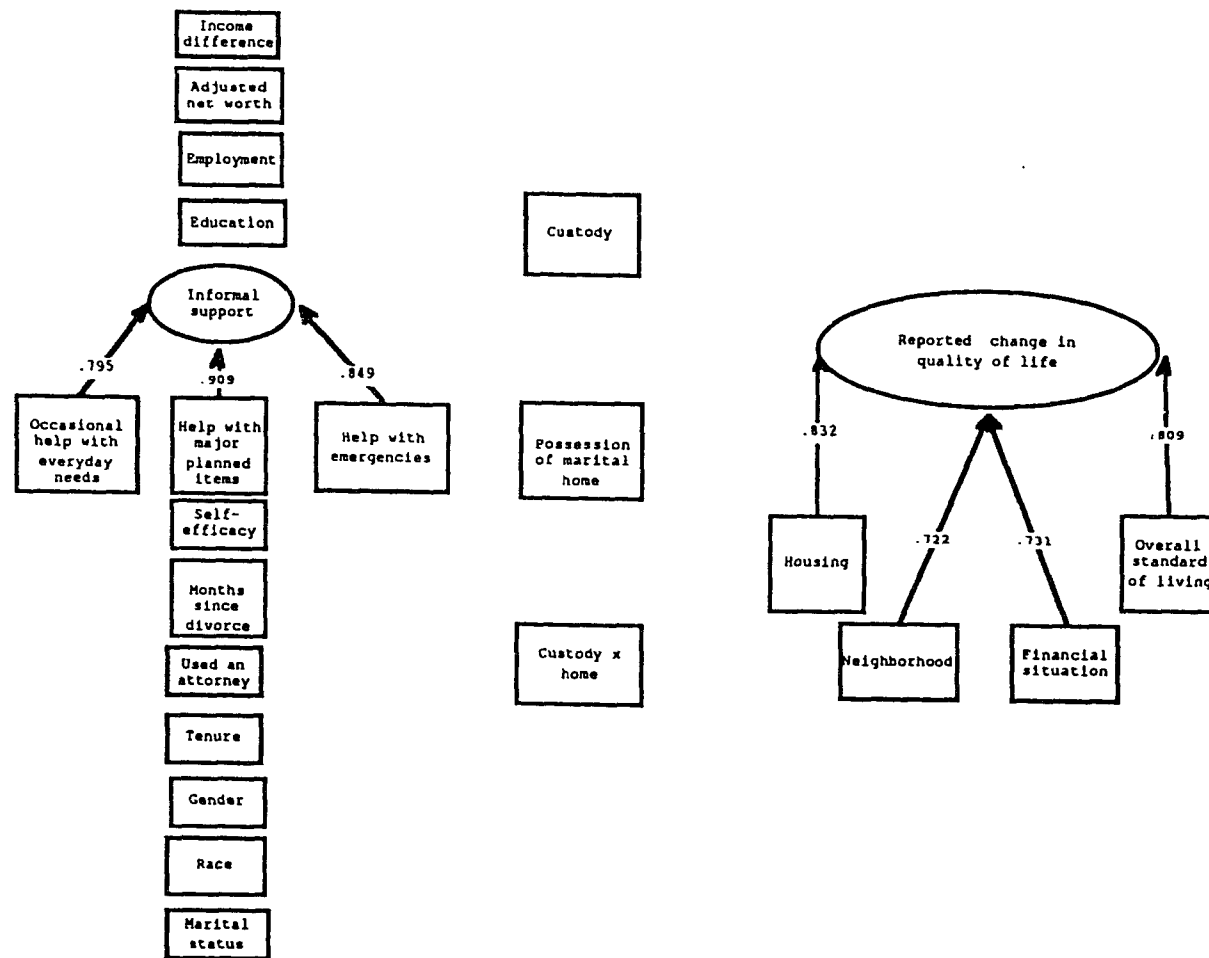 Income
difference
Adjusted
net worth
Employment
Education
Informal
support
.795
.909
.849
Occasional
help with
everyday
needs
Help with
major
planned
items
Help with
emergencies
Self-
efficacy
Months
since
divorce
Used an
attorney
Tenure
Gender
Race
Marital
status
Custody
Possession
of marital
home
Custody x
home
Reported change in
quality of life
.832
.722
.731
.809
Housing
Neighborhood
Financial
situation
Overall
standard
of living